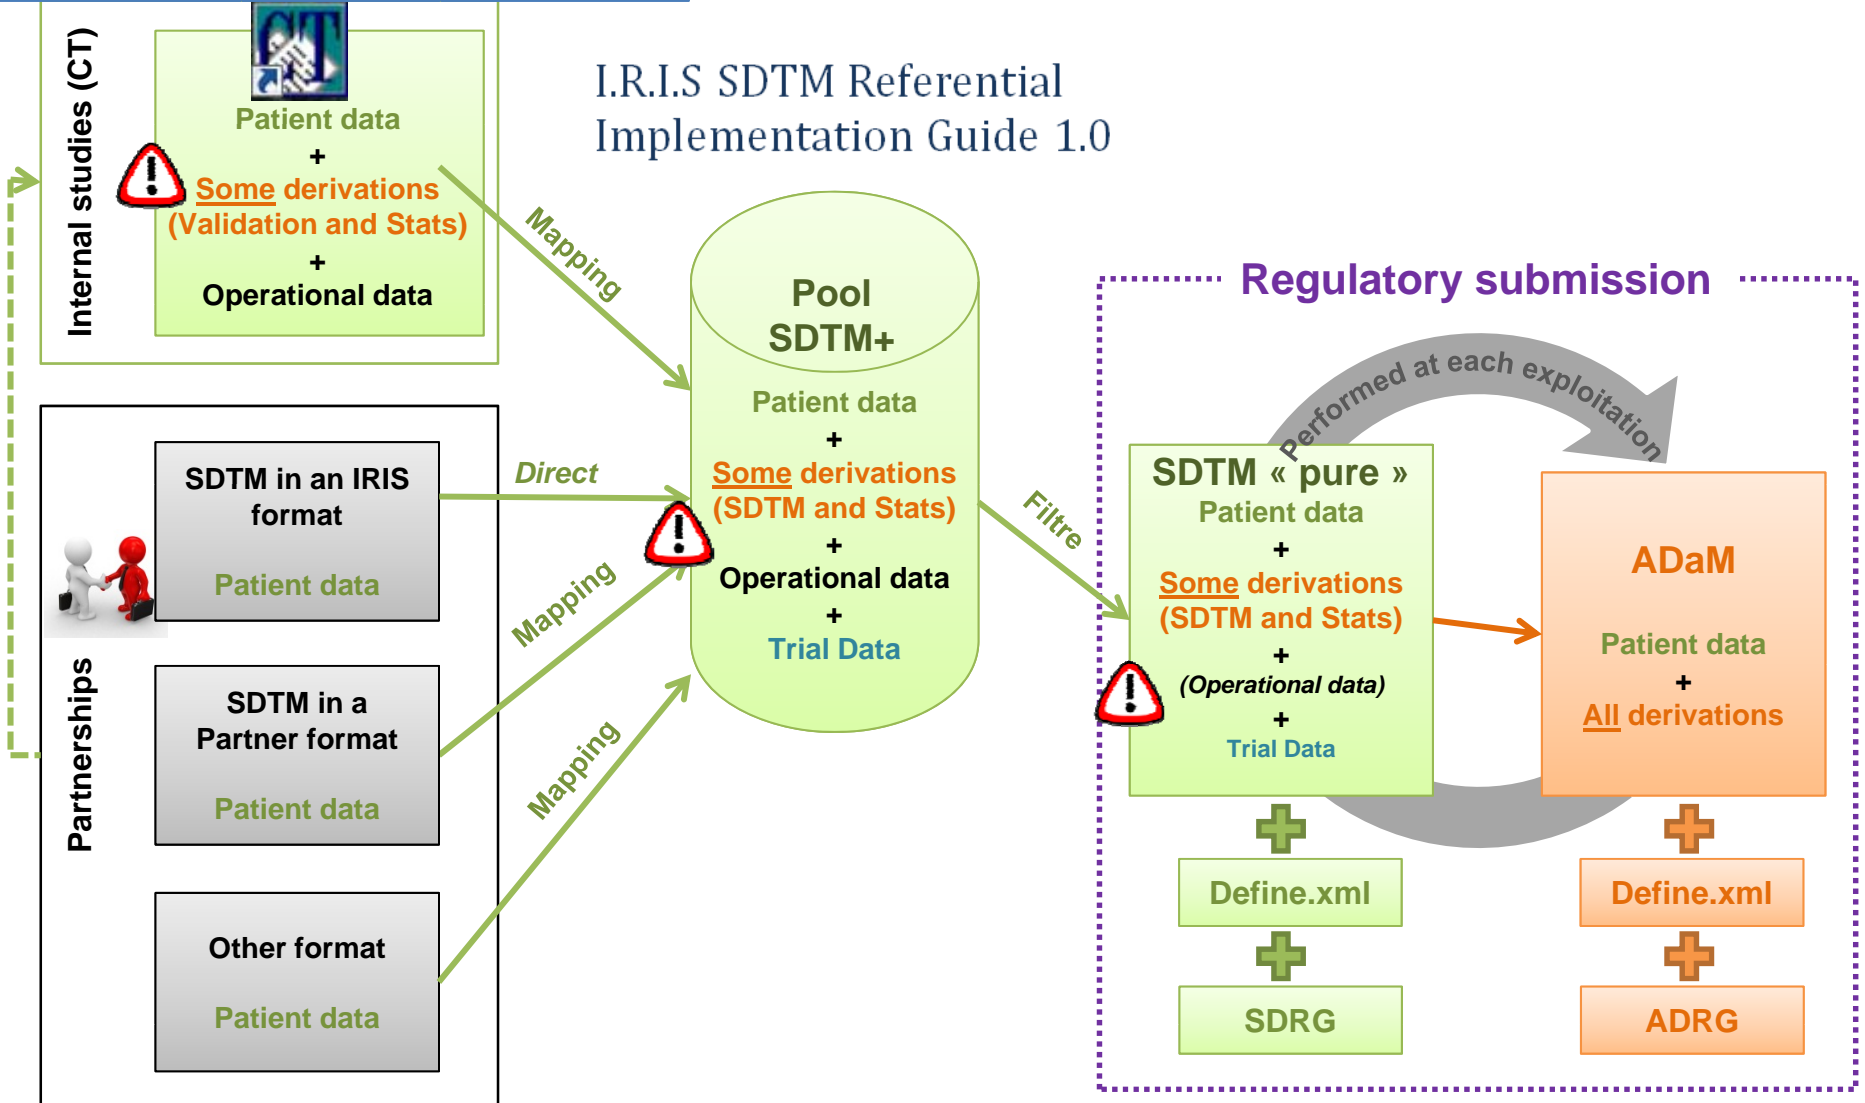 I.R.I.S SDTM Referential
Implementation Guide 1.0
Internal studies (CT)
CT
Patient data
+
Some derivations
(Validation and Stats)
+
Operational data
Mapping
Partnerships
SDTM in an IRIS
format
Patient data
Direct
SDTM in a
Partner format
Patient data
Mapping
Other format
Patient data
Mapping
Pool
SDTM+
Patient data
+
Some derivations
(SDTM and Stats)
+
Operational data
+
Trial Data
Filtre
Regulatory submission
Performed at each exploitation
SDTM « pure »
Patient data
+
Some derivations
(SDTM and Stats)
+
(Operational data)
+
Trial Data
Define.xml
SDRG
ADaM
Patient data
+
All derivations
Define.xml
ADRG